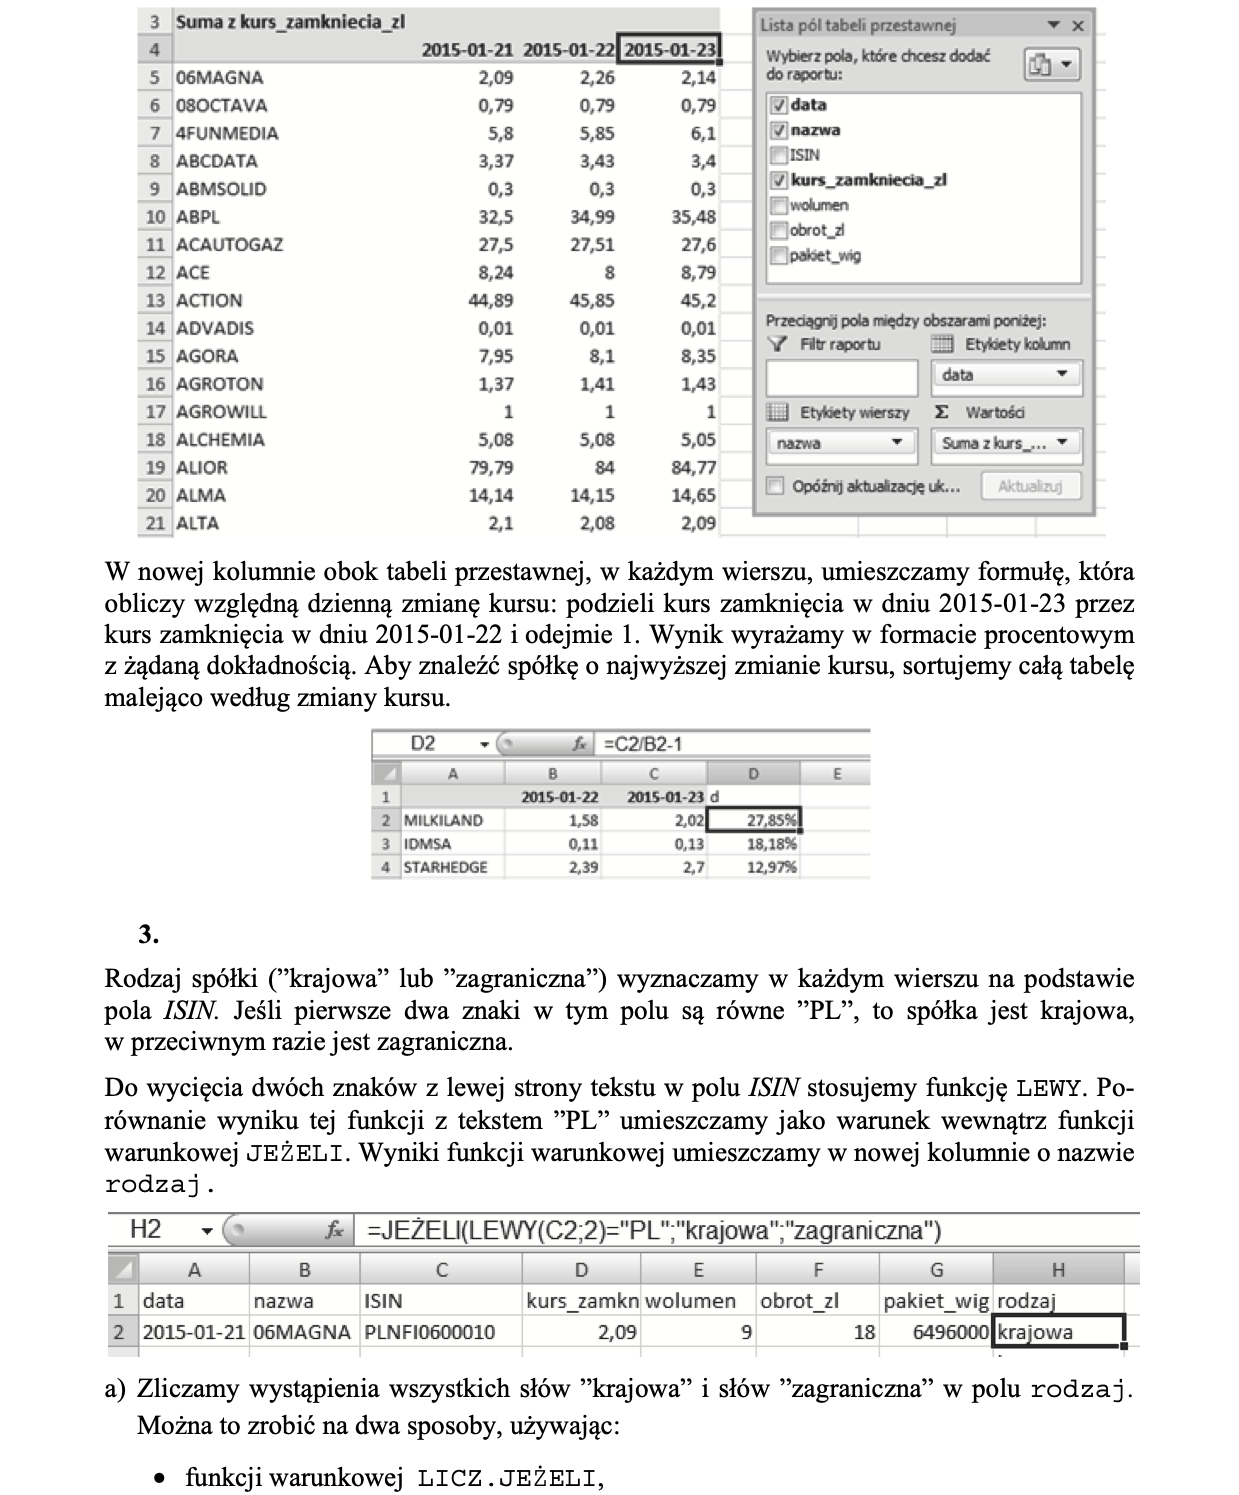 3 Suma z kurs_zamkniecia_zl
4 2015-01-21 2015-01-22 2015-01-23
5 06MAGNA 2,09 2,26 2,14
6 08OCTAVA 0,79 0,79 0,79
7 4FUNMEDIA 5,8 5,85 6,1
8 ABCDATA 3,37 3,43 3,4
9 ABMSOLID 0,3 0,3 0,3
10 ABPL 32,5 34,99 35,48
11 ACAUTOGAZ 27,5 27,51 27,6
12 ACE 8,24 8 8,79
13 ACTION 44,89 45,85 45,2
14 ADVADIS 0,01 0,01 0,01
15 AGORA 7,95 8,1 8,35
16 AGROTON 1,37 1,41 1,43
17 AGROWILL 1 1 1
18 ALCHEMIA 5,08 5,08 5,05
19 ALIOR 79,79 84 84,77
20 ALMA 14,14 14,15 14,65
21 ALTA 2,1 2,08 2,09
Lista pól tabeli przestawnej
Wybierz pola, które chcesz dodać
do raportu:
data
nazwa
ISIN
kurs_zamkniecia_zl
wolumen
obrot_zl
pakiet_wig
Przeciągnij pola między obszarami poniżej:
Filtr raportu Etykiety kolumn
data
Etykiety wierszy Σ Wartości
nazwa Suma z kurs_...
Opóźnij aktualizację uk... Aktualizuj
W nowej kolumnie obok tabeli przestawnej, w każdym wierszu, umieszczamy formułę, która
obliczy względną dzienną zmianę kursu: podzieli kurs zamknięcia w dniu 2015-01-23 przez
kurs zamknięcia w dniu 2015-01-22 i odejmie 1. Wynik wyrażamy w formacie procentowym
z żądaną dokładnością. Aby znaleźć spółkę o najwyższej zmianie kursu, sortujemy całą tabelę
malejąco według zmiany kursu.
D2 fx =C2/B2-1
A B C D E
1 2015-01-22 2015-01-23 d
2 MILKILAND 1,58 2,02 27,85%
3 IDMSA 0,11 0,13 18,18%
4 STARHEDGE 2,39 2,7 12,97%
3.
Rodzaj spółki (”krajowa” lub ”zagraniczna”) wyznaczamy w każdym wierszu na podstawie
pola ISIN. Jeśli pierwsze dwa znaki w tym polu są równe ”PL”, to spółka jest krajowa,
w przeciwnym razie jest zagraniczna.
Do wycięcia dwóch znaków z lewej strony tekstu w polu ISIN stosujemy funkcję LEWY. Po-
równanie wyniku tej funkcji z tekstem ”PL” umieszczamy jako warunek wewnątrz funkcji
warunkowej JEŻELI. Wyniki funkcji warunkowej umieszczamy w nowej kolumnie o nazwie
rodzaj.
H2 fx =JEŻELI(LEWY(C2;2)="PL";"krajowa";"zagraniczna")
A B C D E F G H
1 data nazwa ISIN kurs_zamkn wolumen obrot_zl pakiet_wig rodzaj
2 2015-01-21 06MAGNA PLNFI0600010 2,09 9 18 6496000 krajowa
a) Zliczamy wystąpienia wszystkich słów ”krajowa” i słów ”zagraniczna” w polu rodzaj.
Można to zrobić na dwa sposoby, używając:
• funkcji warunkowej LICZ.JEŻELI,